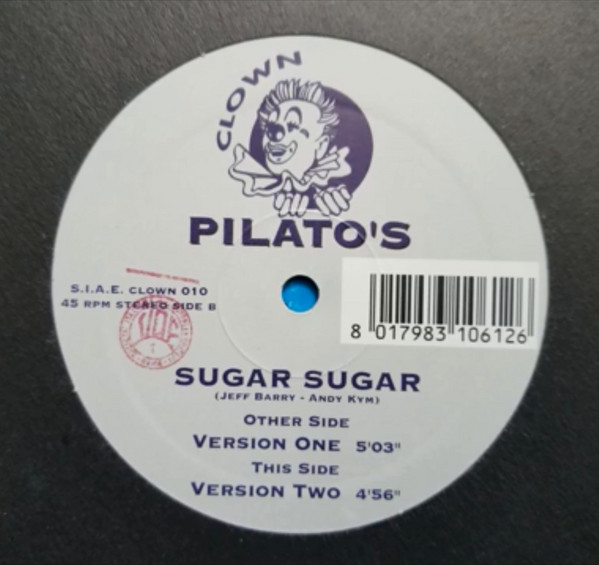 CLOWN
PILATO'S
S.I.A.E. CLOWN 010
45 RPM STEREO SIDE B
8 017983 106126
SUGAR SUGAR
(JEFF BARRY - ANDY KYM)
OTHER SIDE
VERSION ONE 5'03"
THIS SIDE
VERSION TWO 4'56"